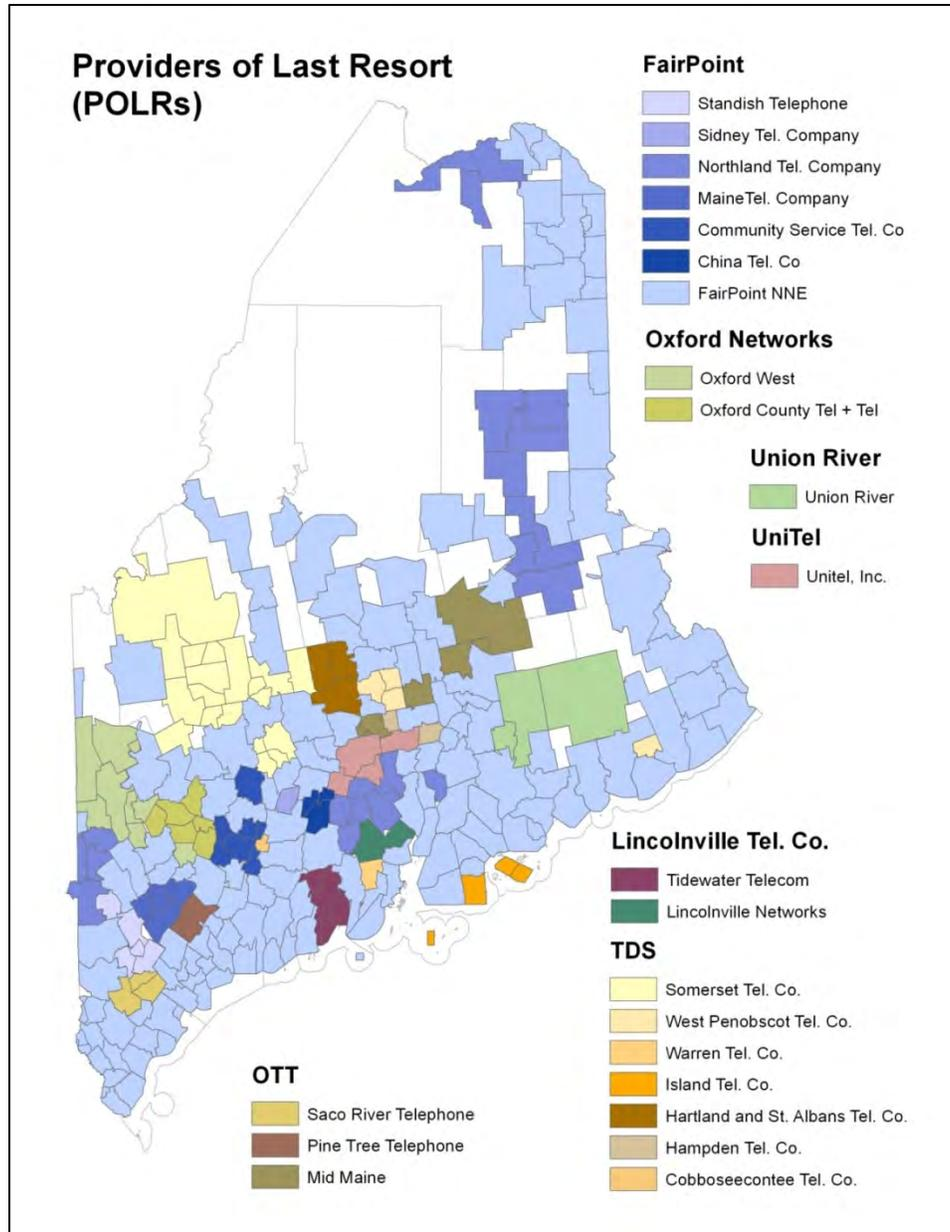 Providers of Last Resort
(POLRs)
FairPoint
Standish Telephone
Sidney Tel. Company
Northland Tel. Company
MaineTel. Company
Community Service Tel. Co
China Tel. Co
FairPoint NNE
Oxford Networks
Oxford West
Oxford County Tel + Tel
Union River
Union River
UniTel
Unitel, Inc.
Lincolnville Tel. Co.
Tidewater Telecom
Lincolnville Networks
TDS
Somerset Tel. Co.
West Penobscot Tel. Co.
Warren Tel. Co.
Island Tel. Co.
Hartland and St. Albans Tel. Co.
Hampden Tel. Co.
Cobboseecontee Tel. Co.
OTT
Saco River Telephone
Pine Tree Telephone
Mid Maine